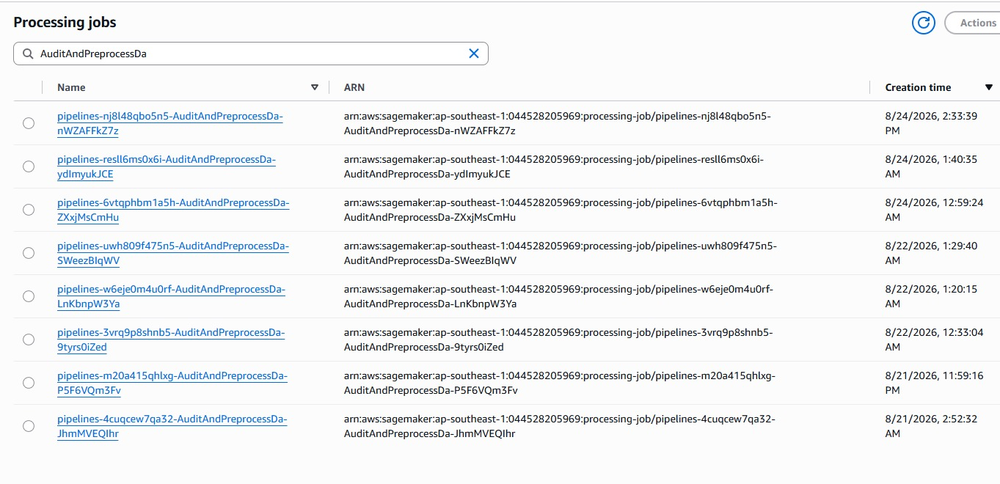 Processing jobs
Actions
AuditAndPreprocessDa
Name ARN Creation time
pipelines-nj8l48qbo5n5-AuditAndPreprocessDa- arn:aws:sagemaker:ap-southeast-1:044528205969:processing-job/pipelines-nj8l48qbo5n5- 8/24/2026, 2:33:39
nWZAFFkZ7z AuditAndPreprocessDa-nWZAFFkZ7z PM
pipelines-resll6ms0x6i-AuditAndPreprocessDa- arn:aws:sagemaker:ap-southeast-1:044528205969:processing-job/pipelines-resll6ms0x6i- 8/24/2026, 1:40:35
ydImyukJCE AuditAndPreprocessDa-ydImyukJCE AM
pipelines-6vtqphbm1a5h-AuditAndPreprocessDa- arn:aws:sagemaker:ap-southeast-1:044528205969:processing-job/pipelines-6vtqphbm1a5h- 8/24/2026, 12:59:24
ZXxjMsCmHu AuditAndPreprocessDa-ZXxjMsCmHu AM
pipelines-uwh809f475n5-AuditAndPreprocessDa- arn:aws:sagemaker:ap-southeast-1:044528205969:processing-job/pipelines-uwh809f475n5- 8/22/2026, 1:29:40
SWeezBIqWV AuditAndPreprocessDa-SWeezBIqWV AM
pipelines-w6eje0m4u0rf-AuditAndPreprocessDa- arn:aws:sagemaker:ap-southeast-1:044528205969:processing-job/pipelines-w6eje0m4u0rf- 8/22/2026, 1:20:15
LnKbnpW3Ya AuditAndPreprocessDa-LnKbnpW3Ya AM
pipelines-3vrq9p8shnb5-AuditAndPreprocessDa- arn:aws:sagemaker:ap-southeast-1:044528205969:processing-job/pipelines-3vrq9p8shnb5- 8/22/2026, 12:33:04
9tyrs0iZed AuditAndPreprocessDa-9tyrs0iZed AM
pipelines-m20a415qhlxg-AuditAndPreprocessDa- arn:aws:sagemaker:ap-southeast-1:044528205969:processing-job/pipelines-m20a415qhlxg- 8/21/2026, 11:59:16
P5F6VQm3Fv AuditAndPreprocessDa-P5F6VQm3Fv PM
pipelines-4cuqcew7qa32-AuditAndPreprocessDa- arn:aws:sagemaker:ap-southeast-1:044528205969:processing-job/pipelines-4cuqcew7qa32- 8/21/2026, 2:52:32
JhmMVEQIhr AuditAndPreprocessDa-JhmMVEQIhr AM